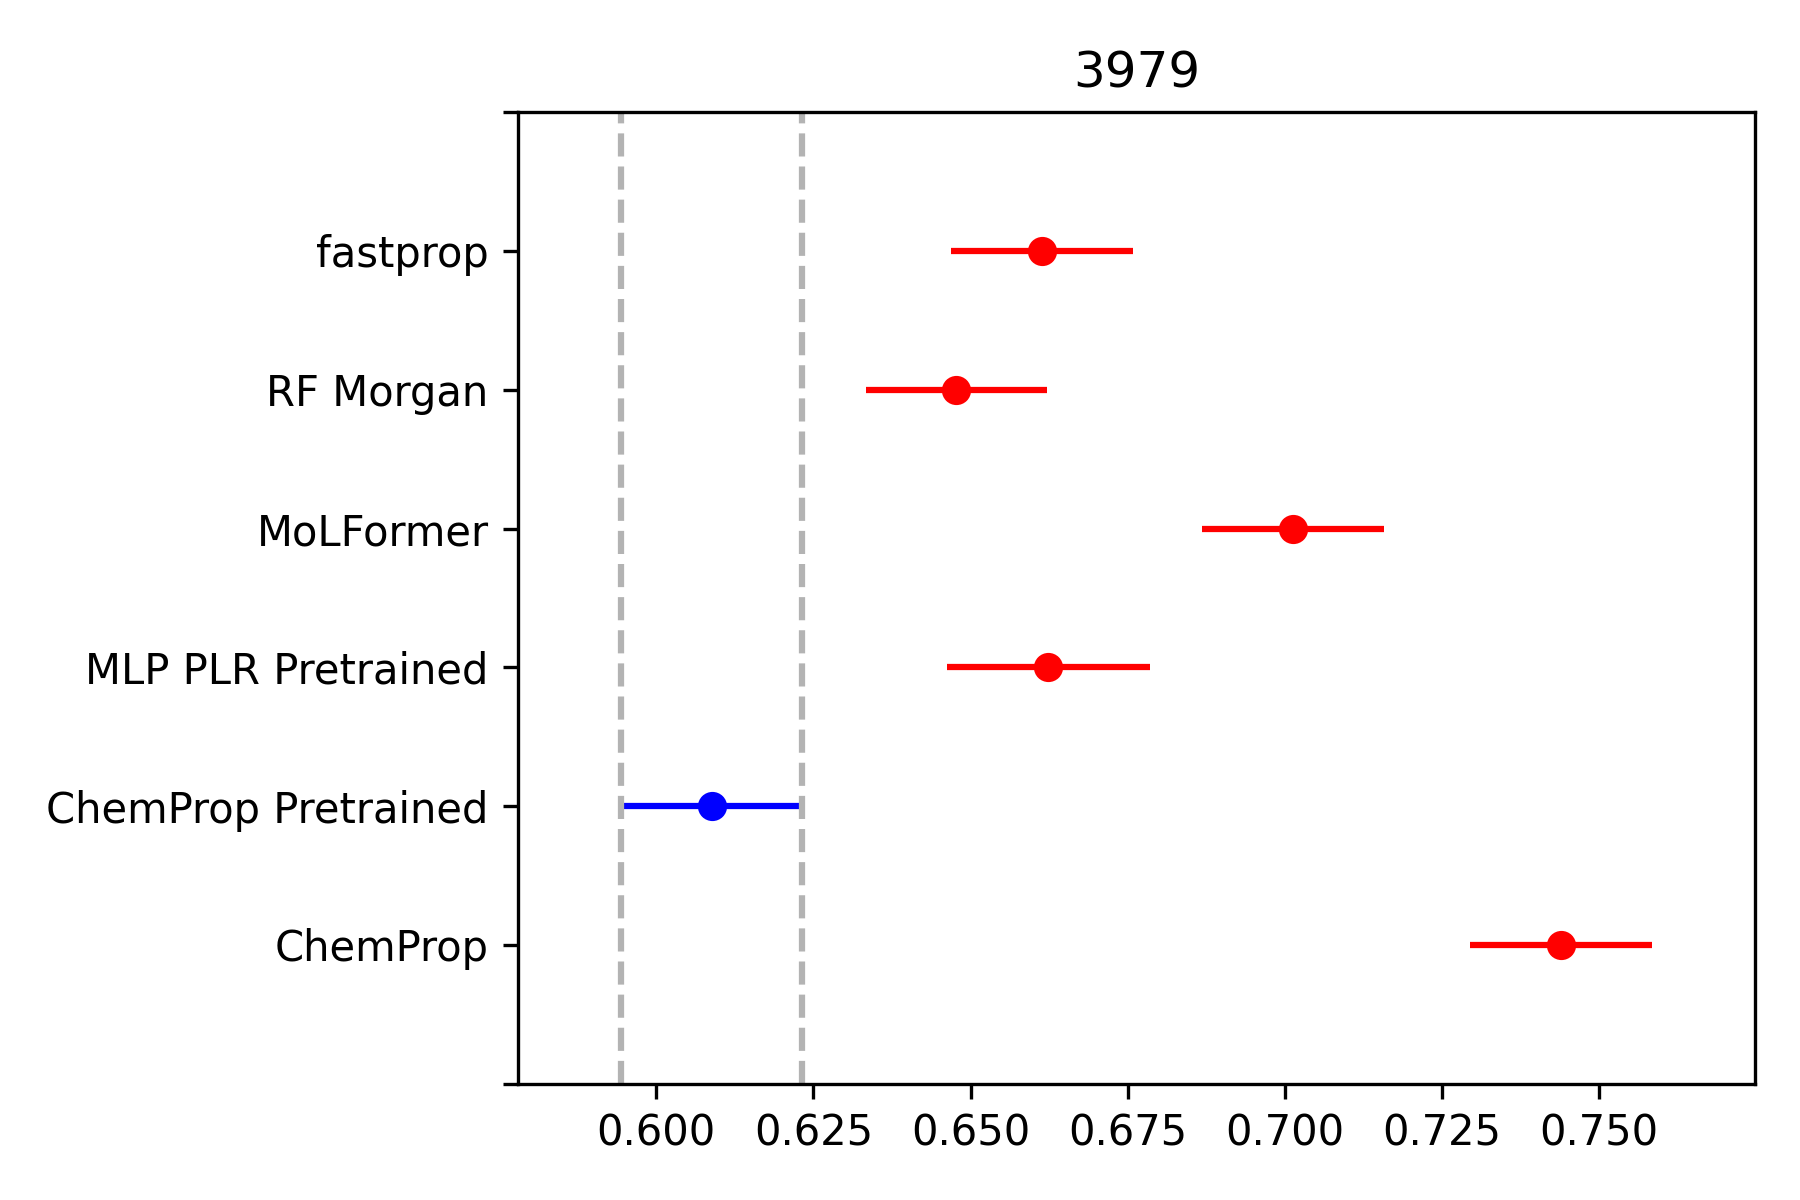 3979
fastprop
RF Morgan
MoLFormer
MLP PLR Pretrained
ChemProp Pretrained
ChemProp
0.600 0.625 0.650 0.675 0.700 0.725 0.750